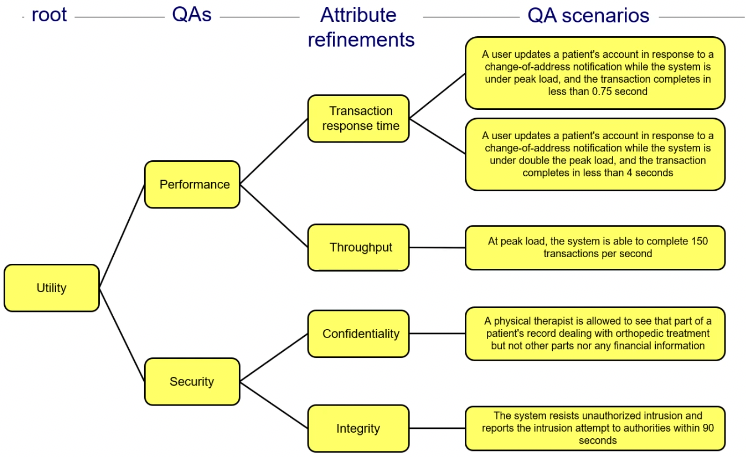 root
QAs
Attribute
refinements
QA scenarios
A user updates a patient's account in response to a
change-of-address notification while the system is
under peak load, and the transaction completes in
less than 0.75 second
Transaction
response time
A user updates a patient's account in response to a
change-of-address notification while the system is
under double the peak load, and the transaction
completes in less than 4 seconds
Performance
Throughput
At peak load, the system is able to complete 150
transactions per second
Utility
Confidentiality
A physical therapist is allowed to see that part of a
patient's record dealing with orthopedic treatment
but not other parts nor any financial information
Security
Integrity
The system resists unauthorized intrusion and
reports the intrusion attempt to authorities within 90
seconds